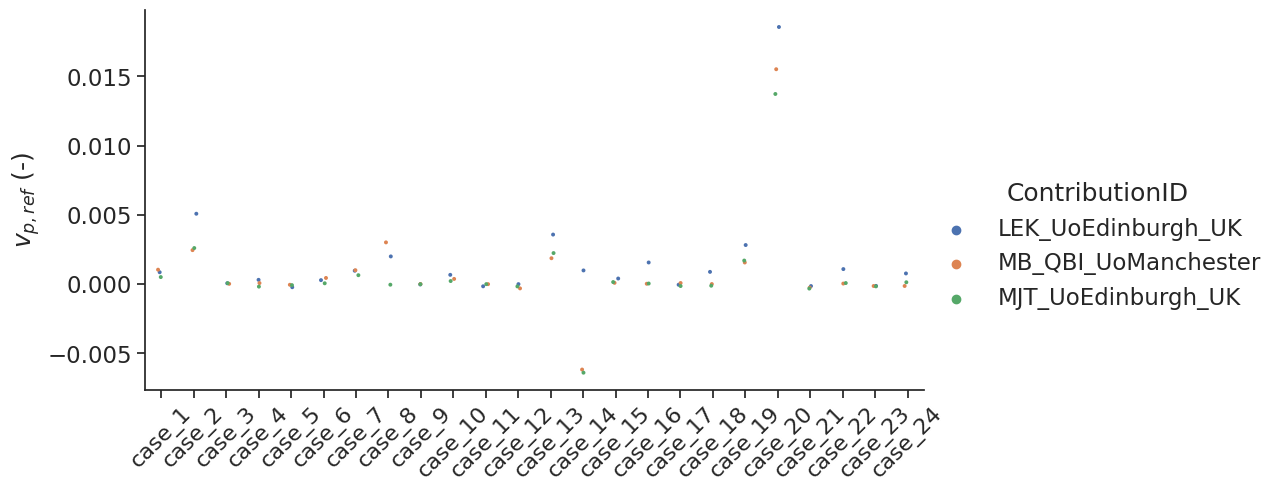 0.015
0.010
0.005
0.000
−0.005
v_{p,ref} (-)
case_1
case_2
case_3
case_4
case_5
case_6
case_7
case_8
case_9
case_10
case_11
case_12
case_13
case_14
case_15
case_16
case_17
case_18
case_19
case_20
case_21
case_22
case_23
case_24
ContributionID
LEK_UoEdinburgh_UK
MB_QBI_UoManchester
MJT_UoEdinburgh_UK